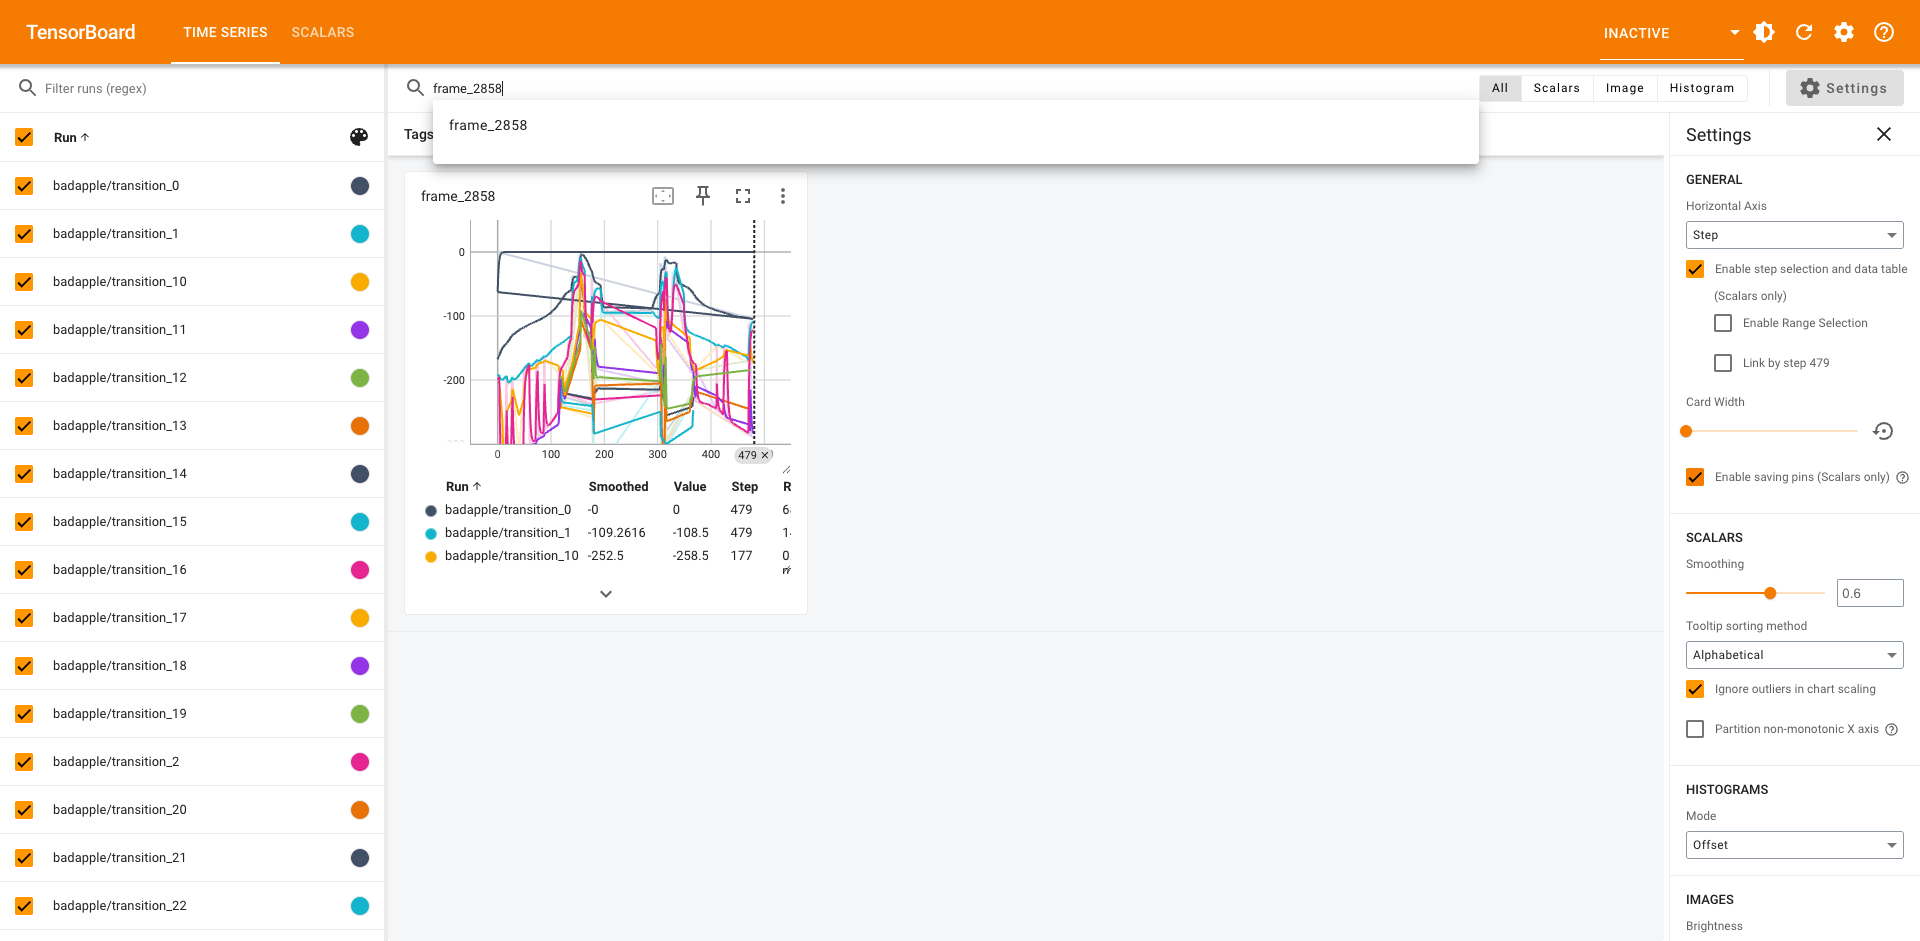 TensorBoard
TIME SERIES
SCALARS
INACTIVE
Filter runs (regex)
frame_2858
All
Scalars
Image
Histogram
Settings
frame_2858
Run
Tags
badapple/transition_0
badapple/transition_1
badapple/transition_10
badapple/transition_11
badapple/transition_12
badapple/transition_13
badapple/transition_14
badapple/transition_15
badapple/transition_16
badapple/transition_17
badapple/transition_18
badapple/transition_19
badapple/transition_2
badapple/transition_20
badapple/transition_21
badapple/transition_22
frame_2858
0
-100
-200
0 100 200 300 400 479
Run Smoothed Value Step R
badapple/transition_0 -0 0 479
badapple/transition_1 -109.2616 -108.5 479
badapple/transition_10 -252.5 -258.5 177
Settings
GENERAL
Horizontal Axis
Step
Enable step selection and data table
(Scalars only)
Enable Range Selection
Link by step 479
Card Width
Enable saving pins (Scalars only)
SCALARS
Smoothing
0.6
Tooltip sorting method
Alphabetical
Ignore outliers in chart scaling
Partition non-monotonic X axis
HISTOGRAMS
Mode
Offset
IMAGES
Brightness